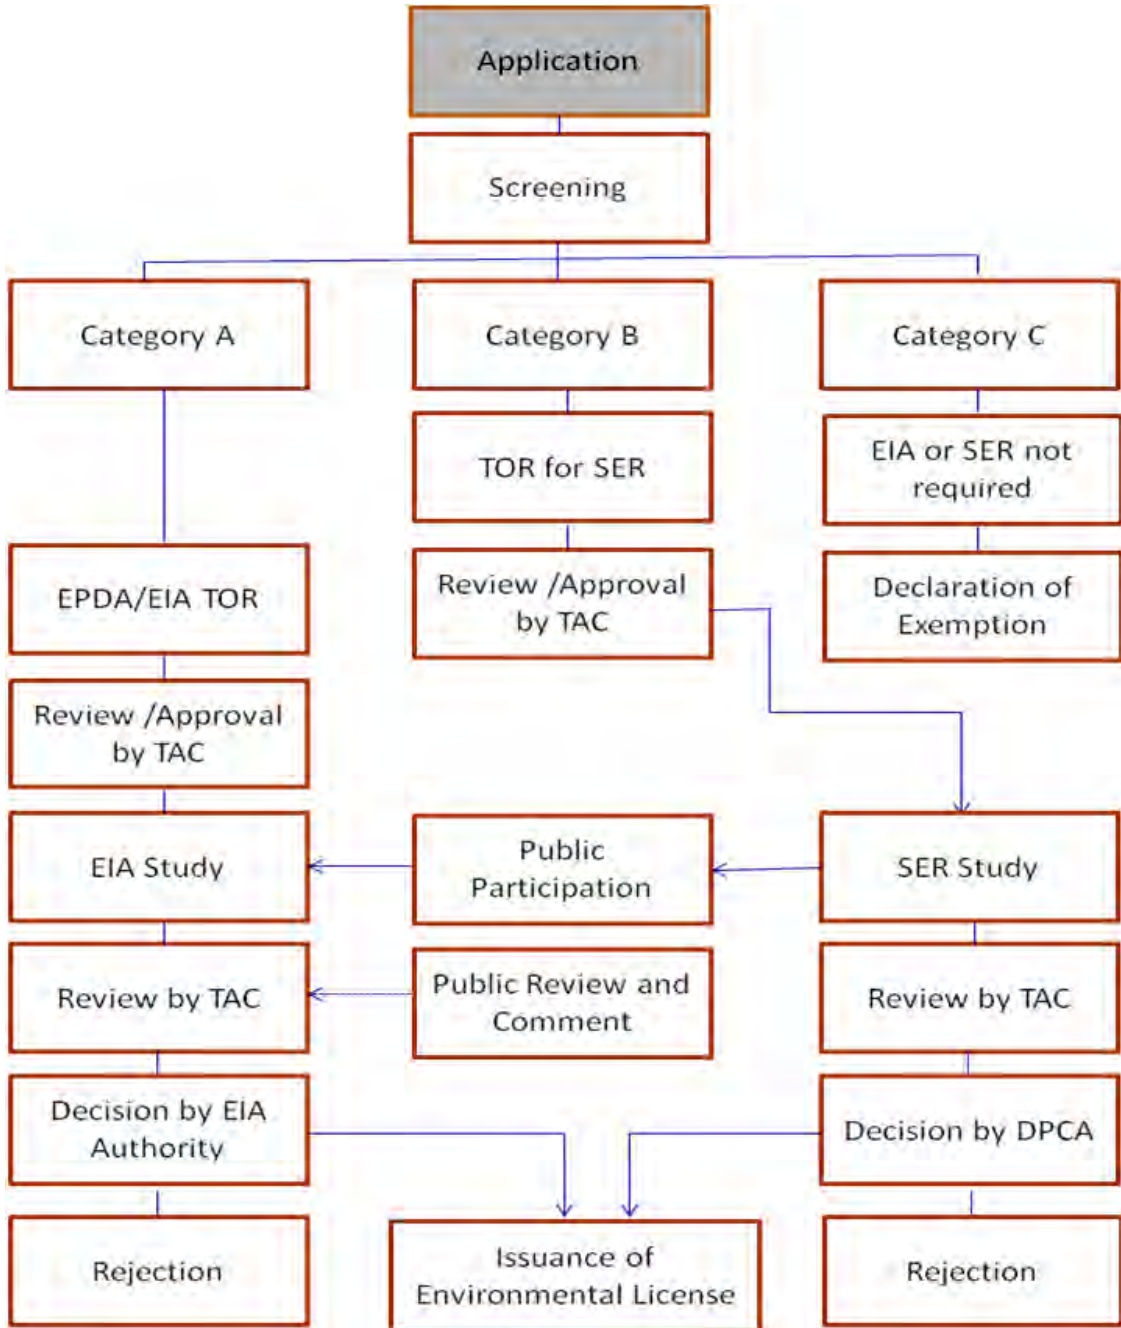 Application
Screening
Category A
Category B
Category C
TOR for SER
EIA or SER not
required
EPDA/EIA TOR
Review /Approval
by TAC
Declaration of
Exemption
Review /Approval
by TAC
EIA Study
Public
Participation
SER Study
Review by TAC
Public Review and
Comment
Review by TAC
Decision by EIA
Authority
Decision by DPCA
Rejection
Issuance of
Environmental License
Rejection